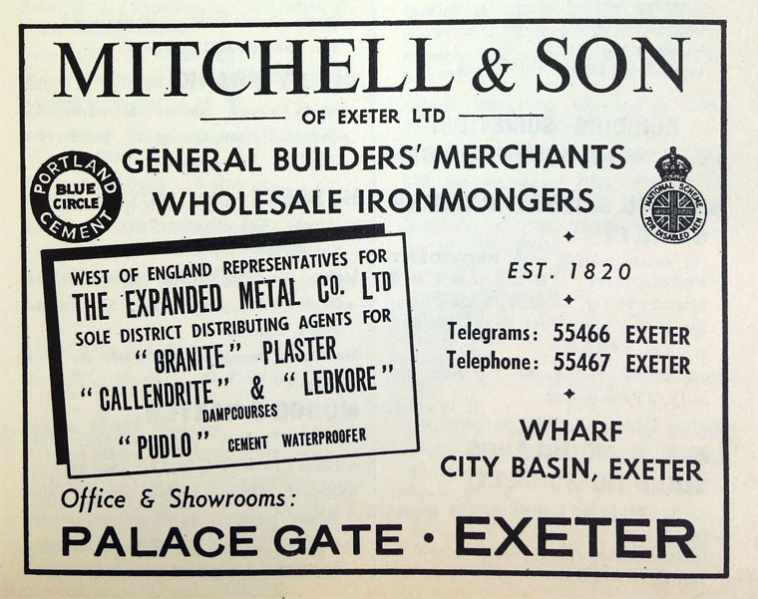 MITCHELL & SON
OF EXETER LTD
GENERAL BUILDERS' MERCHANTS
WHOLESALE IRONMONGERS
PORTLAND
BLUE
CIRCLE
CEMENT
NATIONAL SCHEME
FOR DISABLED MEN
WEST OF ENGLAND REPRESENTATIVES FOR
THE EXPANDED METAL CO. LTD
SOLE DISTRICT DISTRIBUTING AGENTS FOR
"GRANITE" PLASTER
"CALLENDRITE" & "LEDKORE"
DAMPCOURSES
"PUDLO" CEMENT WATERPROOFER
EST. 1820
Telegrams: 55466 EXETER
Telephone: 55467 EXETER
WHARF
CITY BASIN, EXETER
Office & Showrooms:
PALACE GATE · EXETER